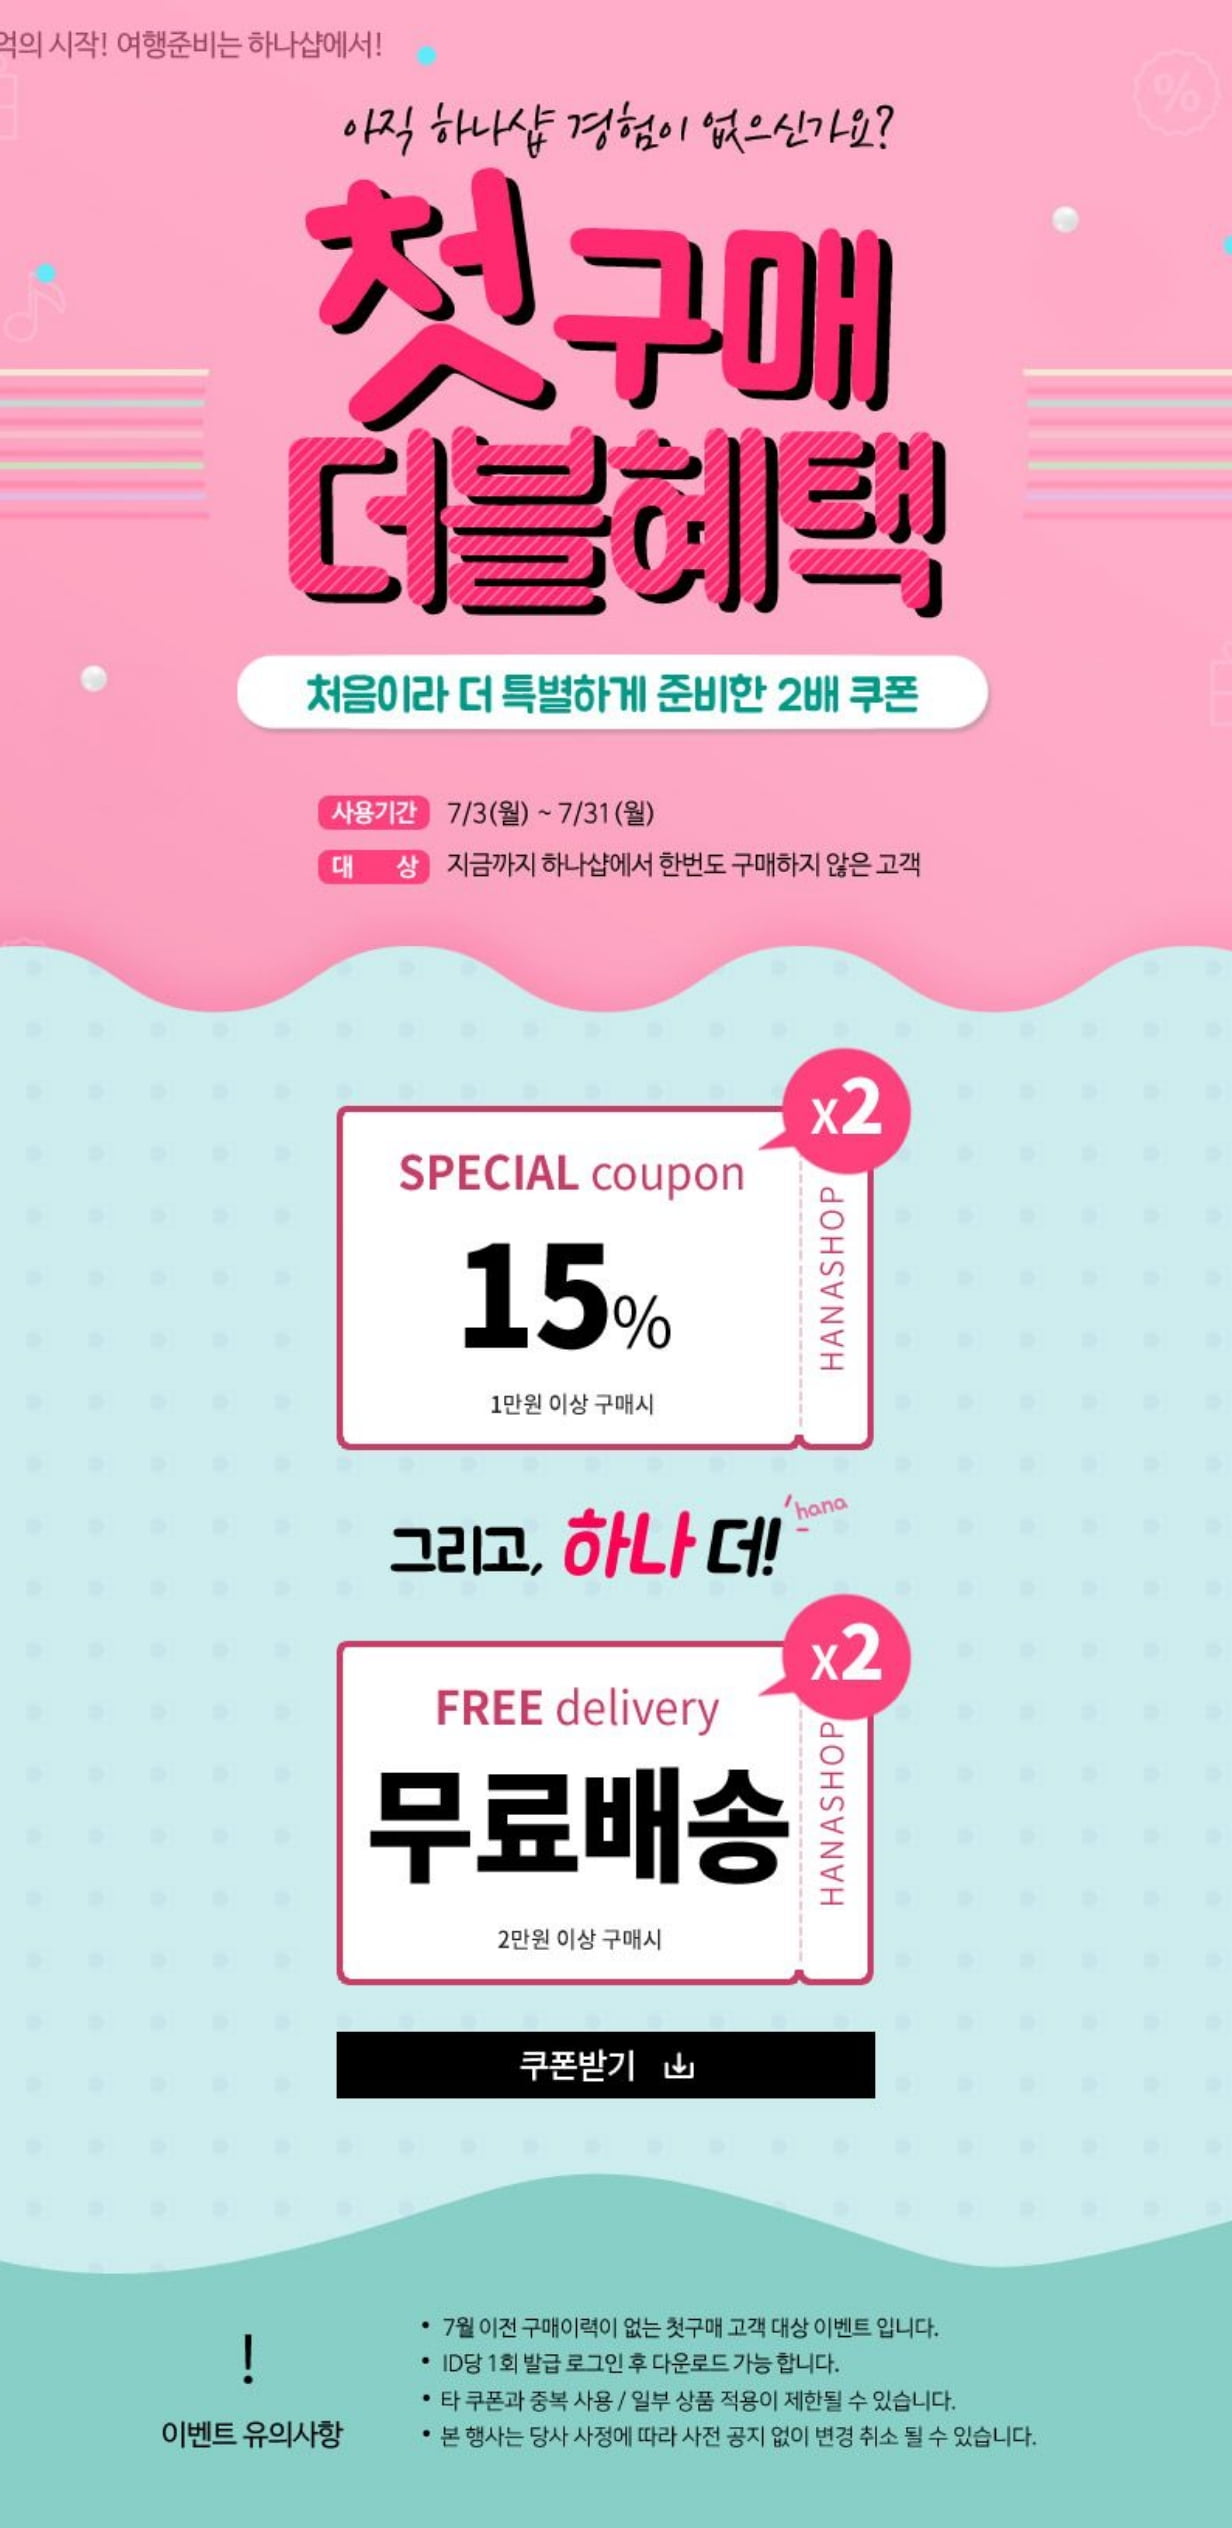 억의 시작! 여행준비는 하나샵에서!
아직 하나샵 경험이 없으신가요?
첫구매
더블혜택
처음이라 더 특별하게 준비한 2배 쿠폰
사용기간 7/3(월) ~ 7/31(월)
대 상 지금까지 하나샵에서 한번도 구매하지 않은 고객
x2
SPECIAL coupon
15%
1만원 이상 구매시
HANASHOP
그리고, 하나 더!
hana
x2
FREE delivery
무료배송
2만원 이상 구매시
HANASHOP
쿠폰받기
!
이벤트 유의사항
• 7월 이전 구매이력이 없는 첫구매 고객 대상 이벤트 입니다.
• ID당 1회 발급 로그인 후 다운로드 가능 합니다.
• 타 쿠폰과 중복 사용 / 일부 상품 적용이 제한될 수 있습니다.
• 본 행사는 당사 사정에 따라 사전 공지 없이 변경 취소 될 수 있습니다.